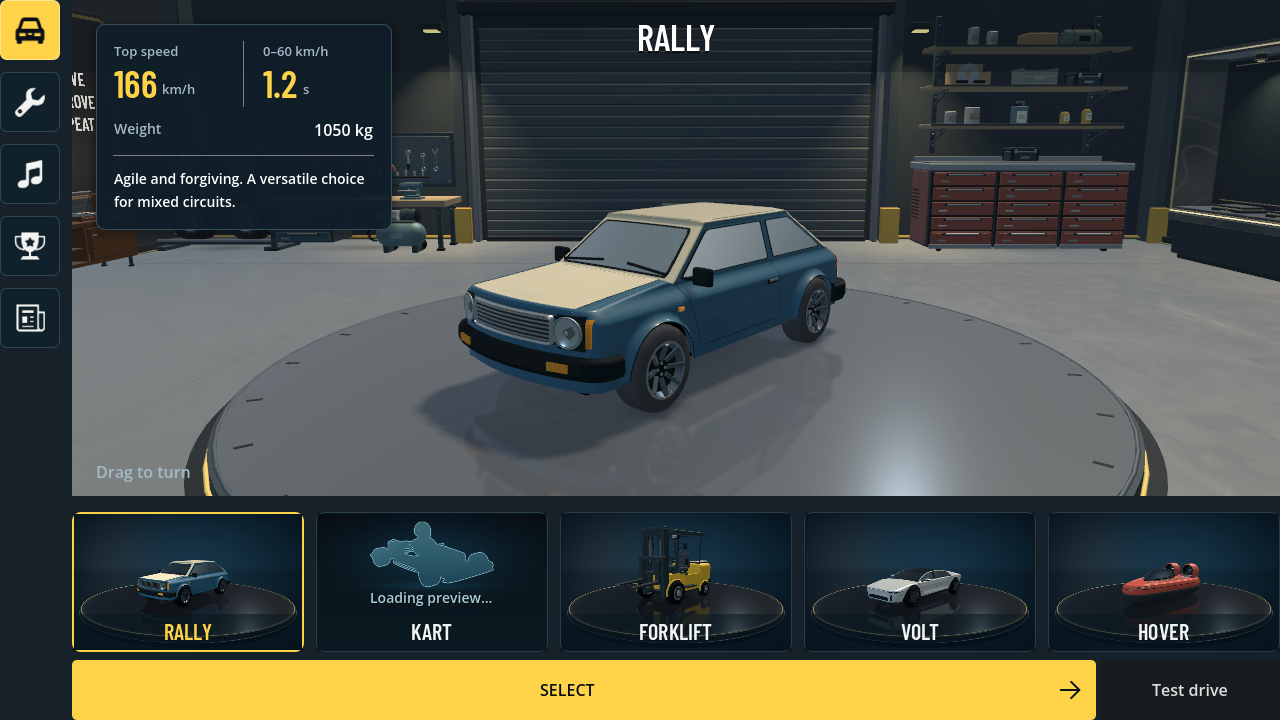 RALLY
Top speed
166 km/h
0–60 km/h
1.2 s
Weight
1050 kg
Agile and forgiving. A versatile choice
for mixed circuits.
Drag to turn
RALLY
Loading preview...
KART
FORKLIFT
VOLT
HOVER
SELECT
Test drive